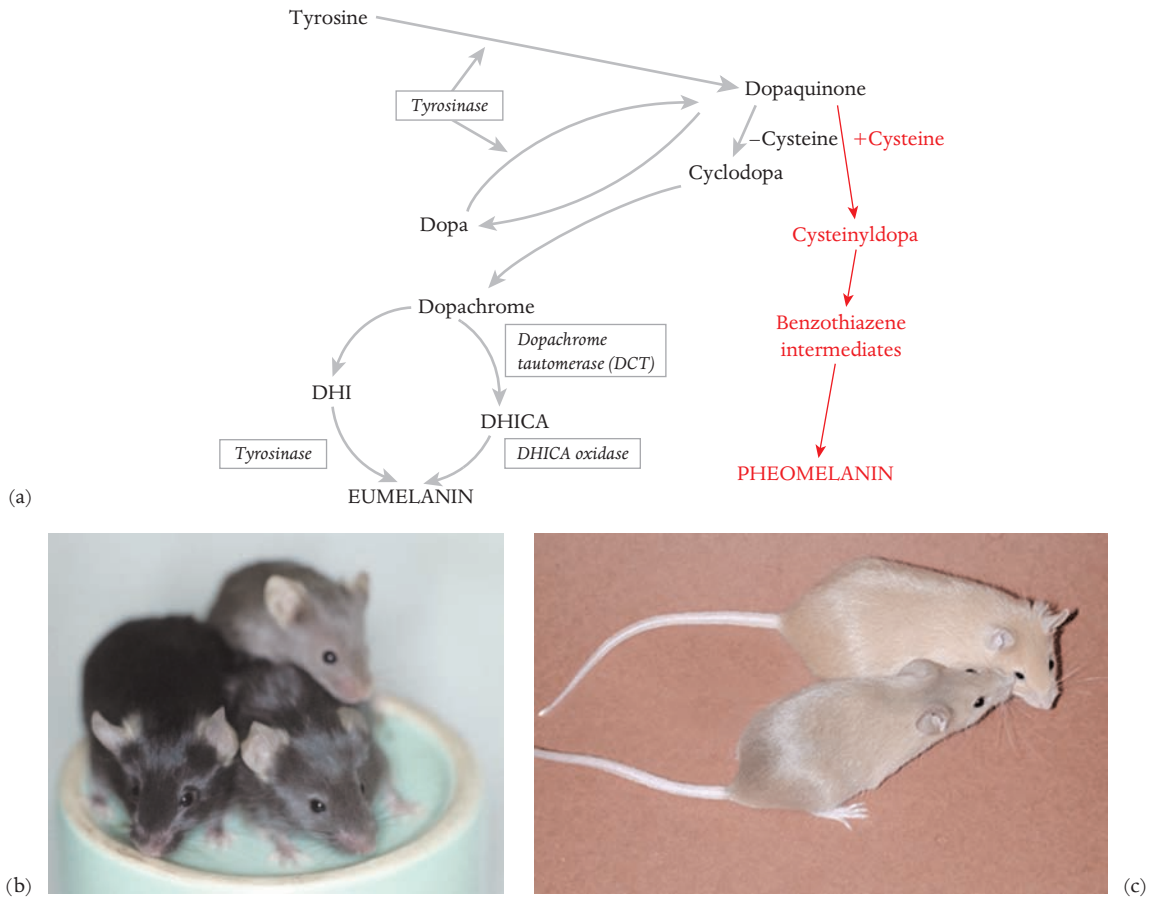 Tyrosine
Dopaquinone
Tyrosinase
–Cysteine
+Cysteine
Cyclodopa
Dopa
Cysteinyldopa
Dopachrome
Benzothiazene
intermediates
Dopachrome
tautomerase (DCT)
DHI
DHICA
Tyrosinase
DHICA oxidase
PHEOMELANIN
EUMELANIN
(a)
(b)
(c)